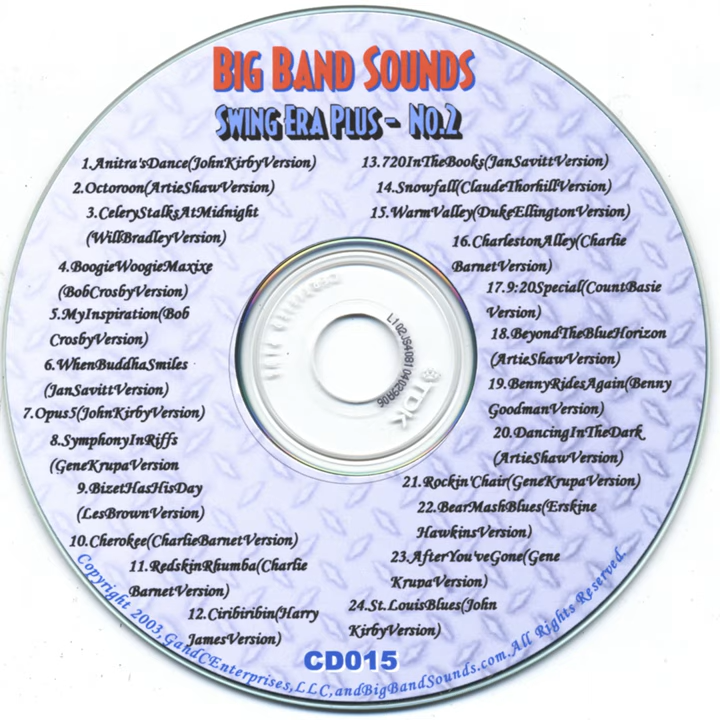 BIG BAND SOUNDS
SWING ERA PLUS - NO.2
1.Anitra'sDance(JohnKirbyVersion)
2.Octoroon(ArtieShawVersion)
3.CeleryStalksAtMidnight
(WillBradleyVersion)
4.BoogieWoogieMaxixe
(BobCrosbyVersion)
5.MyInspiration(Bob
CrosbyVersion)
6.WhenBuddhaSmiles
(JanSavittVersion)
7.Opus5(JohnKirbyVersion)
8.SymphonyInRiffs
(GeneKrupaVersion
9.BizetHasHisDay
(LesBrownVersion)
10.Cherokee(CharlieBarnetVersion)
11.RedskinRhumba(Charlie
BarnetVersion)
12.Ciribiribin(Harry
JamesVersion)
13.720InTheBooks(JanSavittVersion)
14.Snowfall(ClaudeThorhillVersion)
15.WarmValley(DukeEllingtonVersion)
16.CharlestonAlley(Charlie
BarnetVersion)
17.9:20Special(CountBasie
Version)
18.BeyondTheBlueHorizon
(ArtieShawVersion)
19.BennyRidesAgain(Benny
GoodmanVersion)
20.DancingInTheDark
(ArtieShawVersion)
21.Rockin'Chair(GeneKrupaVersion)
22.BearMashBlues(Erskine
HawkinsVersion)
23.AfterYou'veGone(Gene
KrupaVersion)
24.St.LouisBlues(John
KirbyVersion)
CD015
Copyright 2003,GandCEnterprises,LLC,andBigBandSounds.com.All Rights Reserved.
TDK